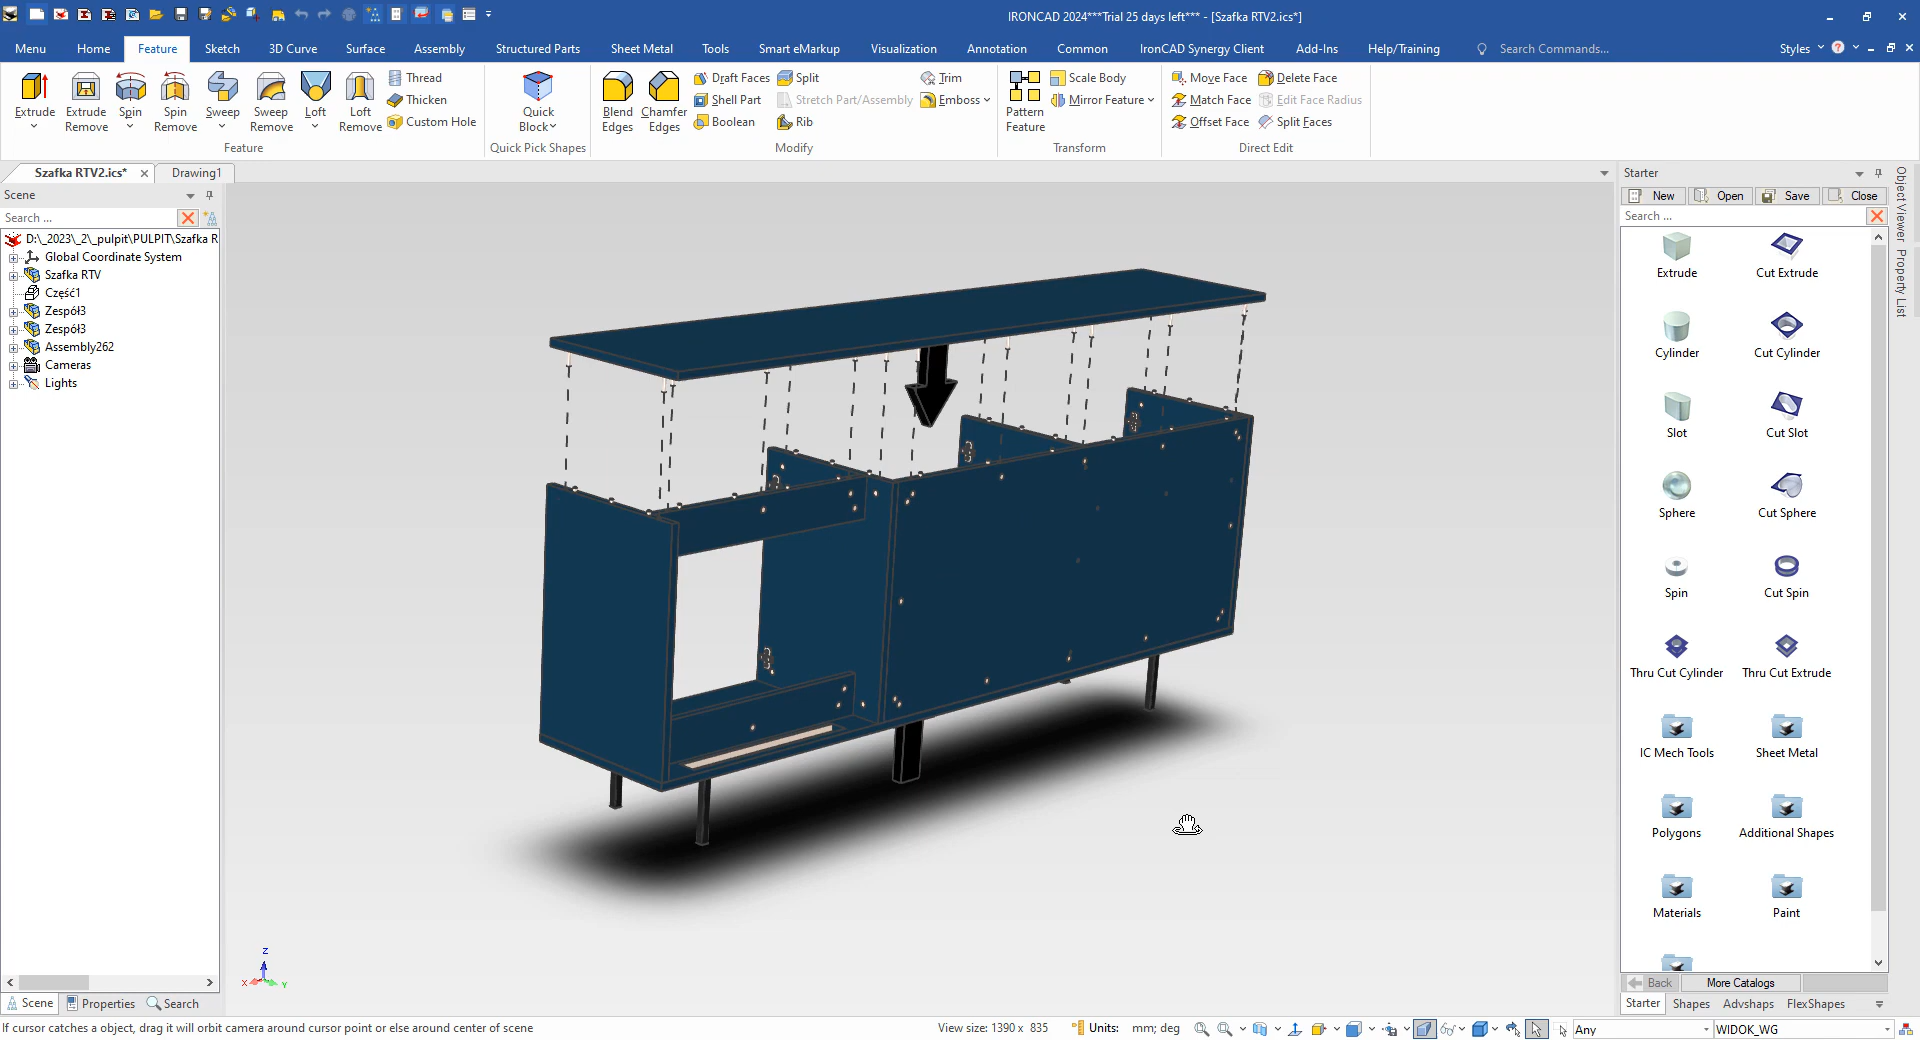 IRONCAD 2024***Trial 25 days left*** - [Szafka RTV2.ics*]
Menu Home Feature Sketch 3D Curve Surface Assembly Structured Parts Sheet Metal Tools Smart eMarkup Visualization Annotation Common IronCAD Synergy Client Add-Ins Help/Training Search Commands... Styles
Extrude
Extrude Remove
Spin
Spin Remove
Sweep
Sweep Remove
Loft
Loft Remove
Thread
Thicken
Custom Hole
Feature
Quick Block
Quick Pick Shapes
Blend Edges
Chamfer Edges
Draft Faces
Shell Part
Boolean
Split
Stretch Part/Assembly
Rib
Trim
Emboss
Modify
Pattern Feature
Scale Body
Mirror Feature
Transform
Move Face
Match Face
Offset Face
Delete Face
Edit Face Radius
Split Faces
Direct Edit
Szafka RTV2.ics*
Drawing1
Scene
Search ...
D:\_2023\_2\_pulpit\PULPIT\Szafka R
Global Coordinate System
Szafka RTV
Część1
Zespół3
Zespół3
Assembly262
Cameras
Lights
Scene Properties Search
Z
X
Y
Starter
New Open Save Close
Search ...
Extrude Cut Extrude
Cylinder Cut Cylinder
Slot Cut Slot
Sphere Cut Sphere
Spin Cut Spin
Thru Cut Cylinder Thru Cut Extrude
IC Mech Tools Sheet Metal
Polygons Additional Shapes
Materials Paint
Back More Catalogs
Starter Shapes Advshaps FlexShapes
Object Viewer
Property List
If cursor catches a object, drag it will orbit camera around cursor point or else around center of scene
View size: 1390 x 835
Units: mm; deg
Any
WIDOK_WG